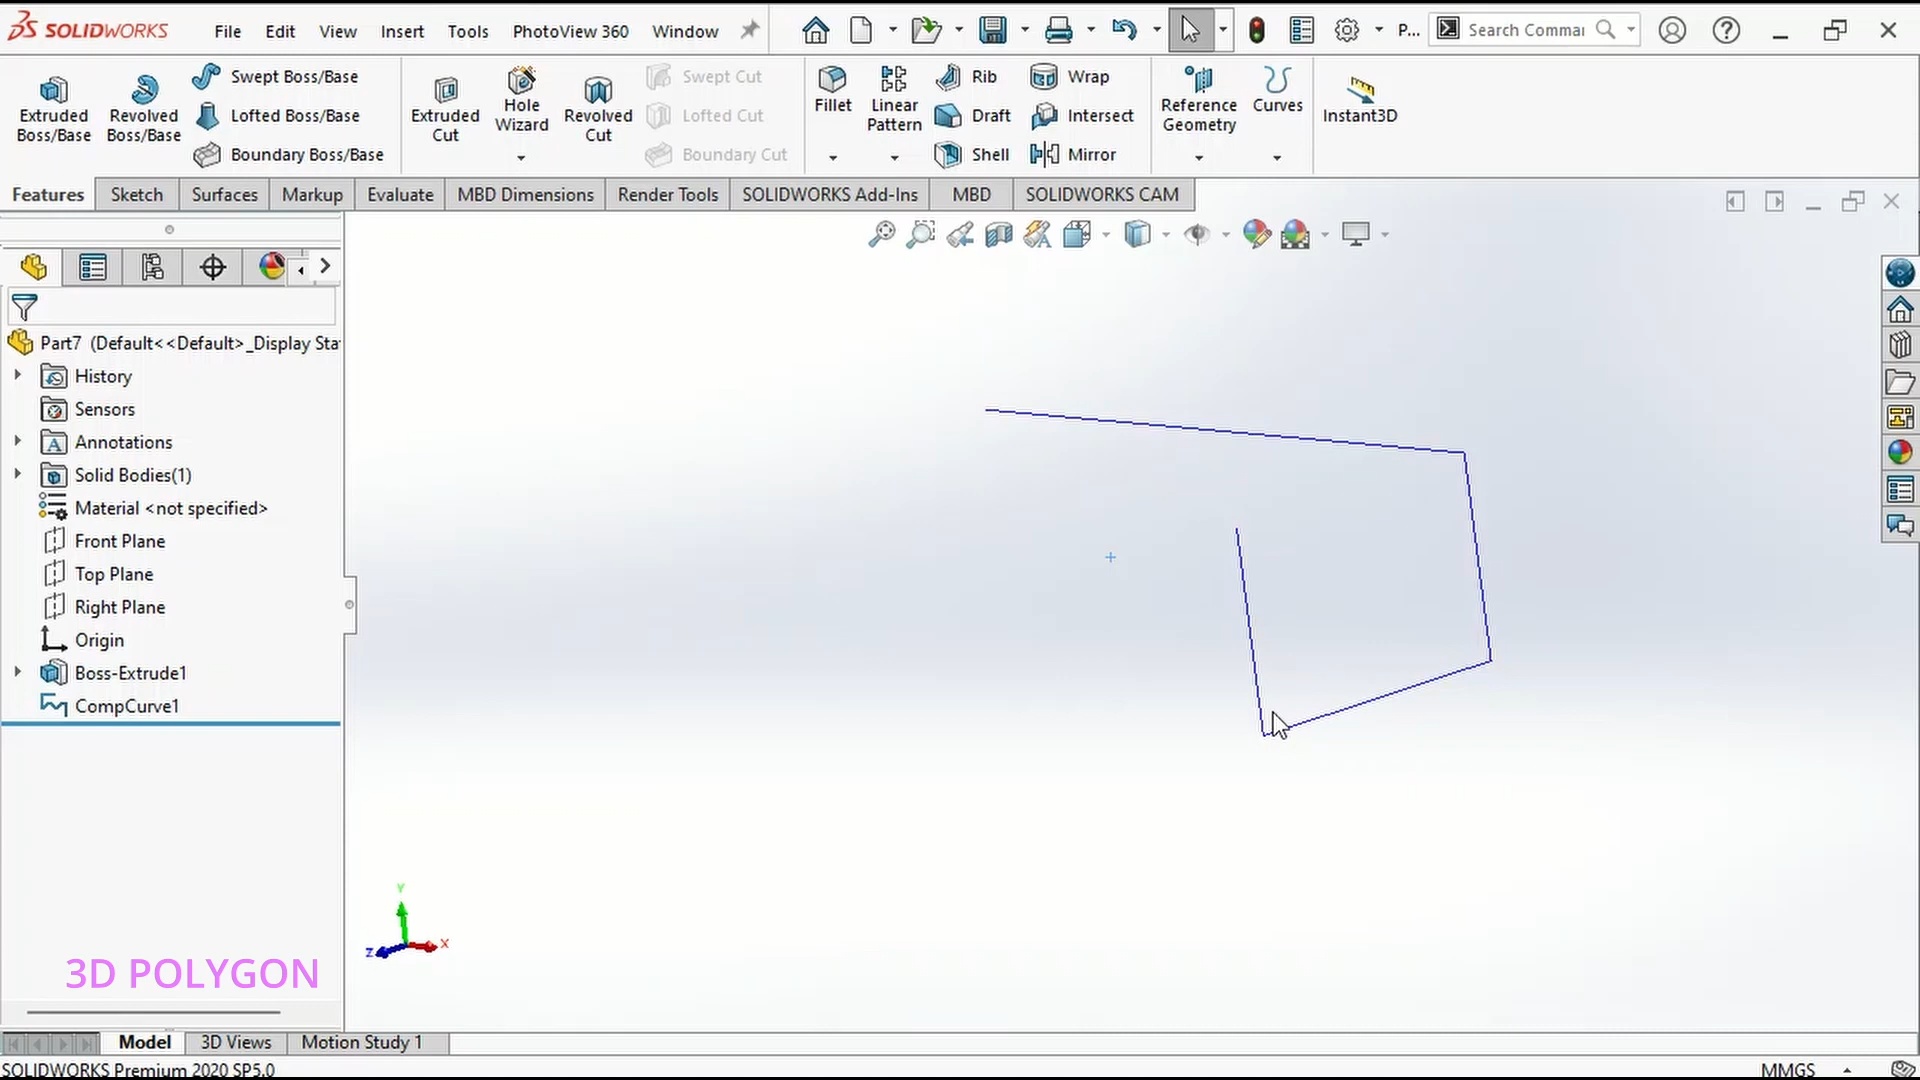 SOLIDWORKS File Edit View Insert Tools PhotoView 360 Window P... Search Commar
Extruded Boss/Base
Revolved Boss/Base
Swept Boss/Base
Lofted Boss/Base
Boundary Boss/Base
Extruded Cut
Hole Wizard
Revolved Cut
Swept Cut
Lofted Cut
Boundary Cut
Fillet
Linear Pattern
Rib
Draft
Shell
Wrap
Intersect
Mirror
Reference Geometry
Curves
Instant3D
Features Sketch Surfaces Markup Evaluate MBD Dimensions Render Tools SOLIDWORKS Add-Ins MBD SOLIDWORKS CAM
Part7 (Default<<Default>_Display Sta
History
Sensors
Annotations
Solid Bodies(1)
Material <not specified>
Front Plane
Top Plane
Right Plane
Origin
Boss-Extrude1
CompCurve1
Y
X
Z
3D POLYGON
Model 3D Views Motion Study 1
SOLIDWORKS Premium 2020 SP5.0 MMGS